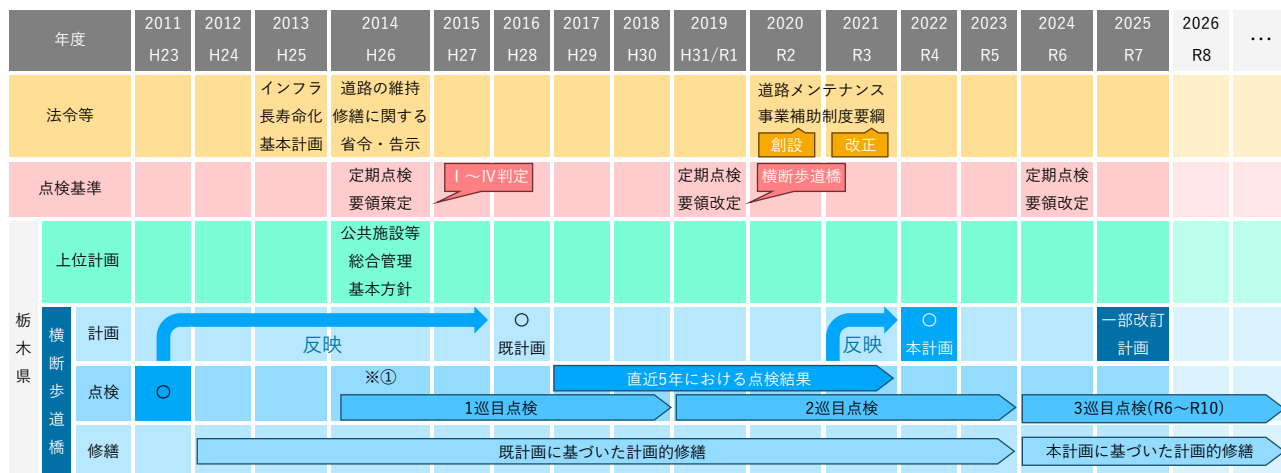 年度
2011 2012 2013 2014 2015 2016 2017 2018 2019 2020 2021 2022 2023 2024 2025 2026 …
H23 H24 H25 H26 H27 H28 H29 H30 H31/R1 R2 R3 R4 R5 R6 R7 R8
法令等
インフラ
長寿命化
基本計画
道路の維持
修繕に関する
省令・告示
道路メンテナンス
事業補助制度要綱
創設
改正
点検基準
定期点検
要領策定
Ⅰ～Ⅳ判定
定期点検
要領改定
横断歩道橋
定期点検
要領改定
栃木県
上位計画
公共施設等
総合管理
基本方針
横断歩道橋
計画
反映
○
既計画
反映
○
本計画
一部改訂
計画
点検
○
※①
直近5年における点検結果
1巡目点検
2巡目点検
3巡目点検(R6～R10)
修繕
既計画に基づいた計画的修繕
本計画に基づいた計画的修繕